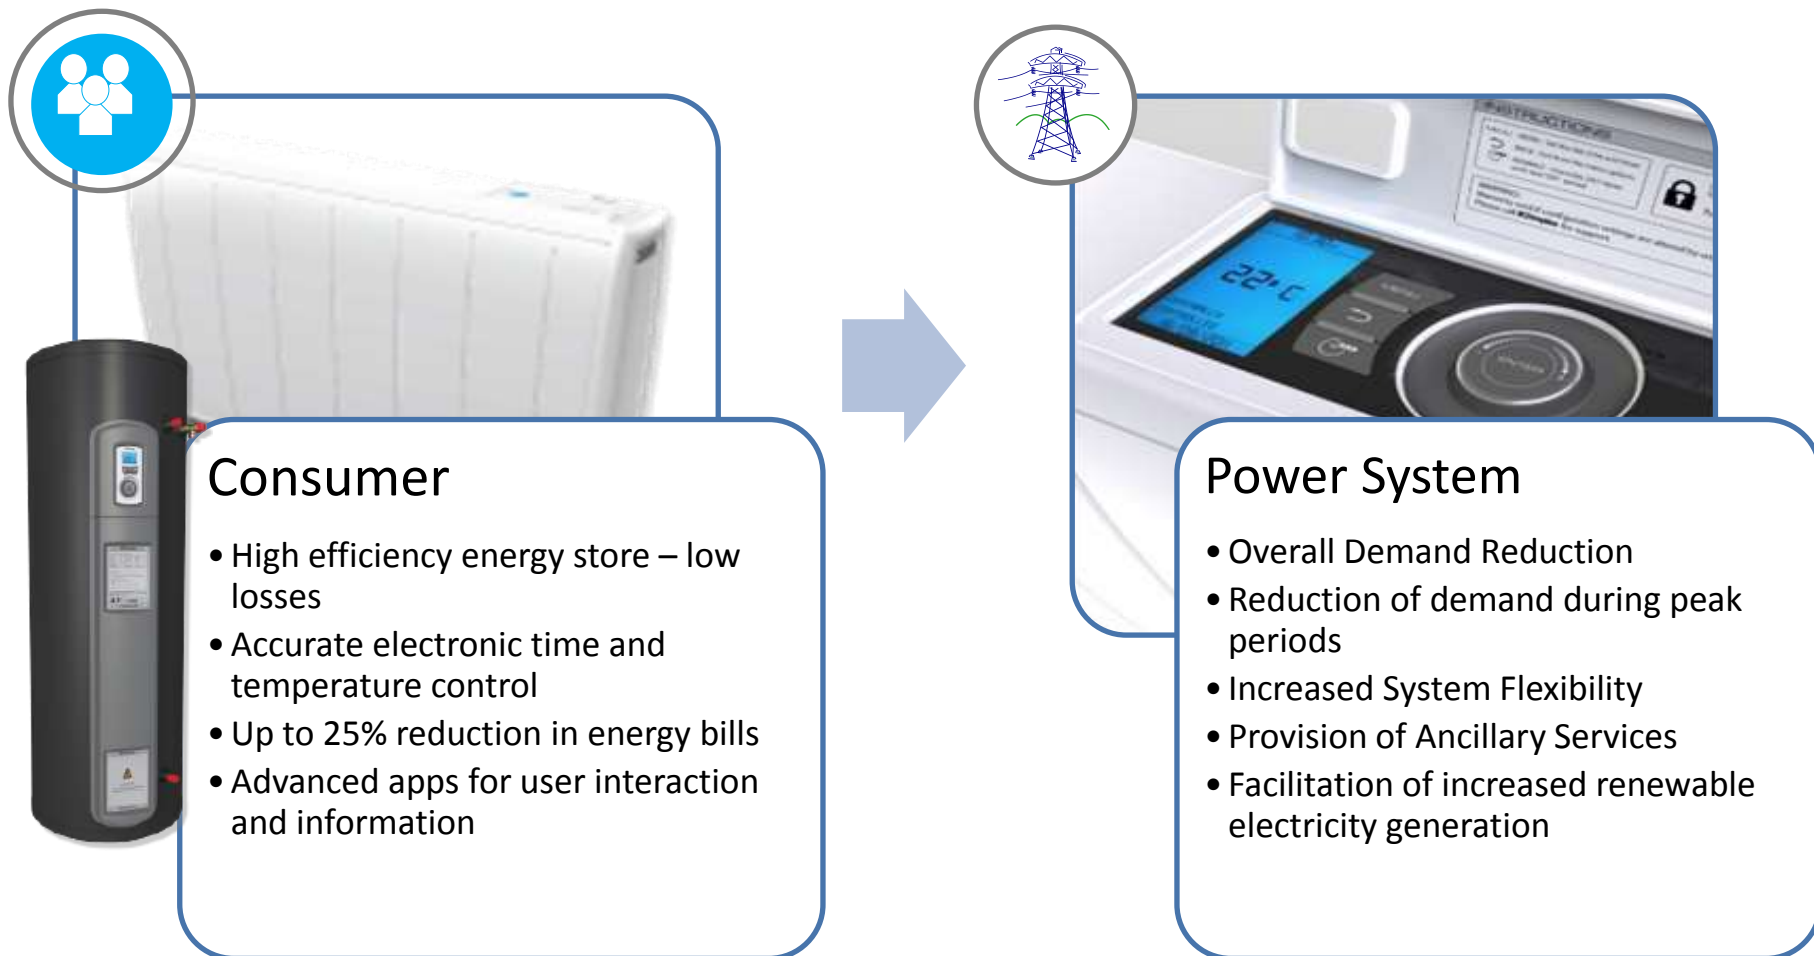 INSTRUCTIONS
22°C
Consumer
• High efficiency energy store – low
losses
• Accurate electronic time and
temperature control
• Up to 25% reduction in energy bills
• Advanced apps for user interaction
and information
Power System
• Overall Demand Reduction
• Reduction of demand during peak
periods
• Increased System Flexibility
• Provision of Ancillary Services
• Facilitation of increased renewable
electricity generation